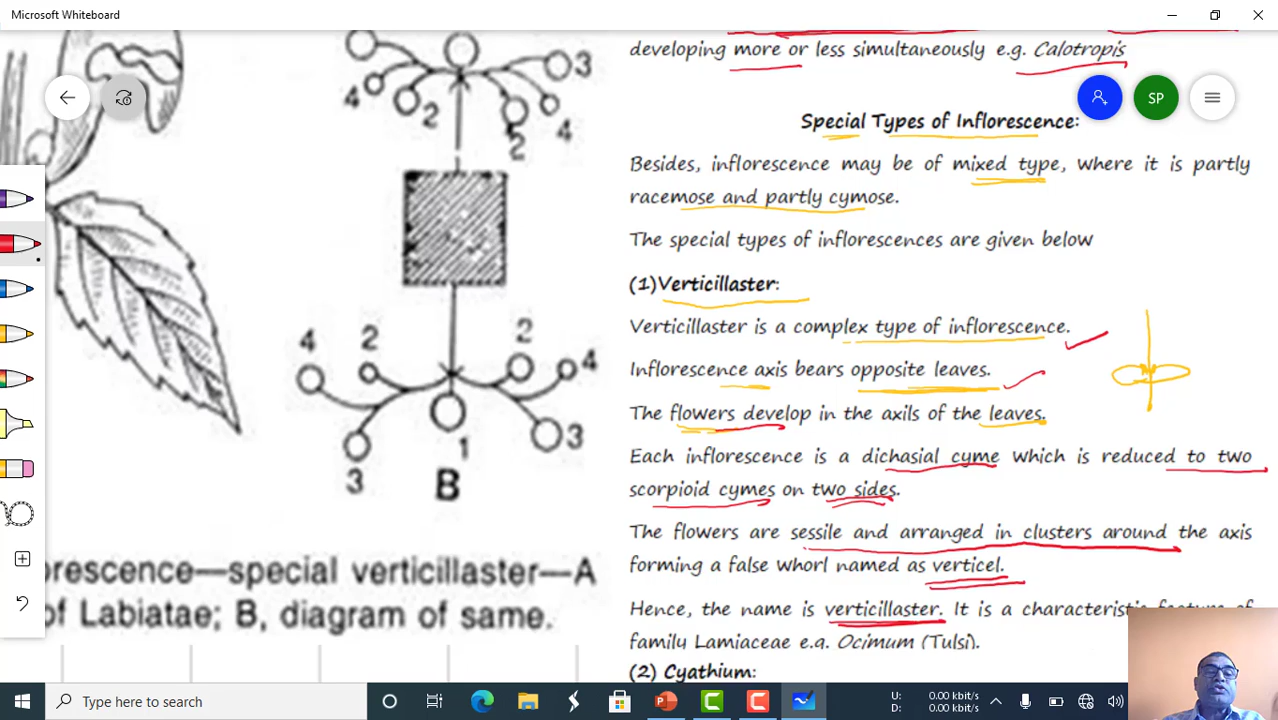 Microsoft Whiteboard
developing more or less simultaneously e.g. Calotropis
SP
Special Types of Inflorescence:
Besides, inflorescence may be of mixed type, where it is partly
racemose and partly cymose.
The special types of inflorescences are given below
(1)Verticillaster:
Verticillaster is a complex type of inflorescence.
Inflorescence axis bears opposite leaves.
The flowers develop in the axils of the leaves.
Each inflorescence is a dichasial cyme which is reduced to two
scorpioid cymes on two sides.
The flowers are sessile and arranged in clusters around the axis
forming a false whorl named as verticel.
Hence, the name is verticillaster. It is a characteristic feature of
family Lamiaceae e.g. Ocimum (Tulsi).
(2) Cyathium:
4 2 2 4 3
4 2 2 4
3 1 3
B
orescence—special verticillaster—A
of Labiatae; B, diagram of same.
Type here to search
U: 0.00 kbit/s
D: 0.00 kbit/s